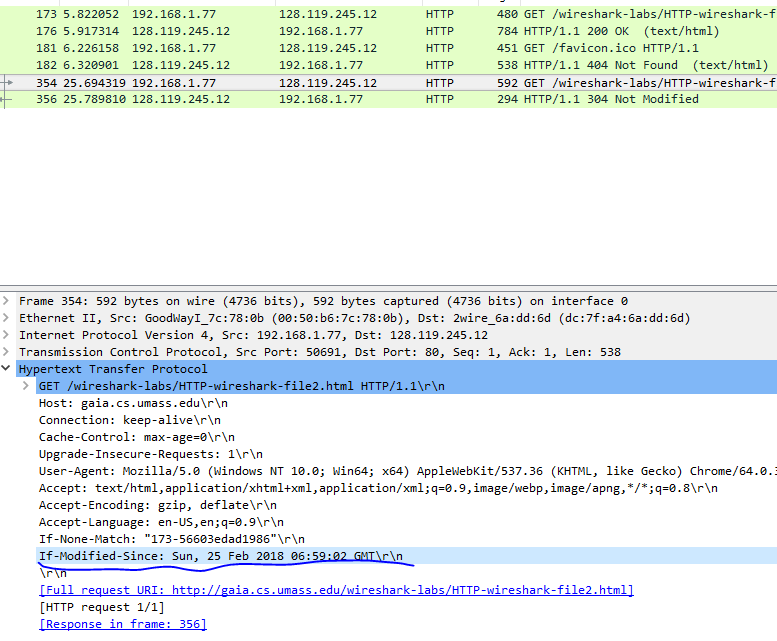 173 5.822052 192.168.1.77 128.119.245.12 HTTP 480 GET /wireshark-labs/HTTP-wireshark-f
176 5.917314 128.119.245.12 192.168.1.77 HTTP 784 HTTP/1.1 200 OK (text/html)
181 6.226158 192.168.1.77 128.119.245.12 HTTP 451 GET /favicon.ico HTTP/1.1
182 6.320901 128.119.245.12 192.168.1.77 HTTP 538 HTTP/1.1 404 Not Found (text/html)
354 25.694319 192.168.1.77 128.119.245.12 HTTP 592 GET /wireshark-labs/HTTP-wireshark-f
356 25.789810 128.119.245.12 192.168.1.77 HTTP 294 HTTP/1.1 304 Not Modified
Frame 354: 592 bytes on wire (4736 bits), 592 bytes captured (4736 bits) on interface 0
Ethernet II, Src: GoodWayI_7c:78:0b (00:50:b6:7c:78:0b), Dst: 2wire_6a:dd:6d (dc:7f:a4:6a:dd:6d)
Internet Protocol Version 4, Src: 192.168.1.77, Dst: 128.119.245.12
Transmission Control Protocol, Src Port: 50691, Dst Port: 80, Seq: 1, Ack: 1, Len: 538
Hypertext Transfer Protocol
GET /wireshark-labs/HTTP-wireshark-file2.html HTTP/1.1\r\n
Host: gaia.cs.umass.edu\r\n
Connection: keep-alive\r\n
Cache-Control: max-age=0\r\n
Upgrade-Insecure-Requests: 1\r\n
User-Agent: Mozilla/5.0 (Windows NT 10.0; Win64; x64) AppleWebKit/537.36 (KHTML, like Gecko) Chrome/64.0.3
Accept: text/html,application/xhtml+xml,application/xml;q=0.9,image/webp,image/apng,*/*;q=0.8\r\n
Accept-Encoding: gzip, deflate\r\n
Accept-Language: en-US,en;q=0.9\r\n
If-None-Match: "173-56603edad1986"\r\n
If-Modified-Since: Sun, 25 Feb 2018 06:59:02 GMT\r\n
\r\n
[Full request URI: http://gaia.cs.umass.edu/wireshark-labs/HTTP-wireshark-file2.html]
[HTTP request 1/1]
[Response in frame: 356]